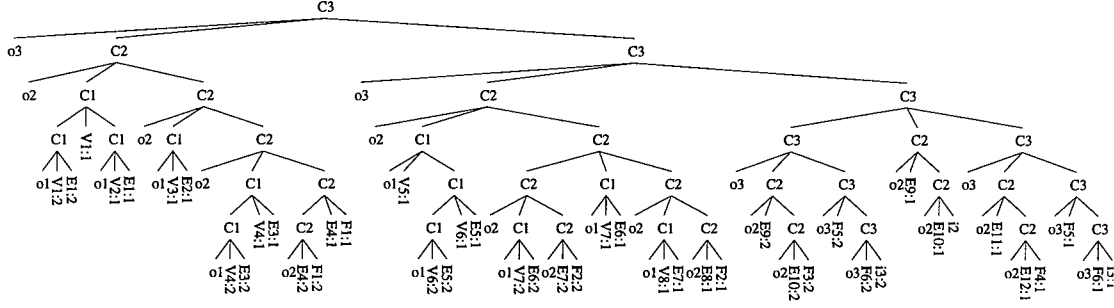 C3
o3 C2 C3
o2 C1 C2 o3 C2 C3
C1 V1:1 C1 o2 C1 C2 o2 C1 C2 C3 C2 C3
o1 V1:2 E1:2 o1 V2:1 E1:1 o1 V3:1 E2:1 o2 C1 C2 o1 V5:1 C1 C2 C1 C2 o3 C2 C3 o2 E9:1 C2 o3 C2 C3
C1 V4:1 E3:1 C2 E4:1 F1:1 C1 V6:1 E5:1 o2 C1 C2 o1 V7:1 E6:1 o2 C1 C2 o2 E9:2 C2 o3 F5:2 C3 o2 E10:1 o2 E11:1 C2 o3 F5:1 C3
o1 V4:2 E3:2 o2 E4:2 F1:2 o1 V6:2 E5:2 o1 V7:2 E6:2 o2 E7:2 F2:2 o1 V8:1 E7:1 o2 E8:1 F2:1 o2 E10:2 F3:2 o3 F6:2 I3:2 o2 E12:1 F4:1 o3 F6:1 I3:1